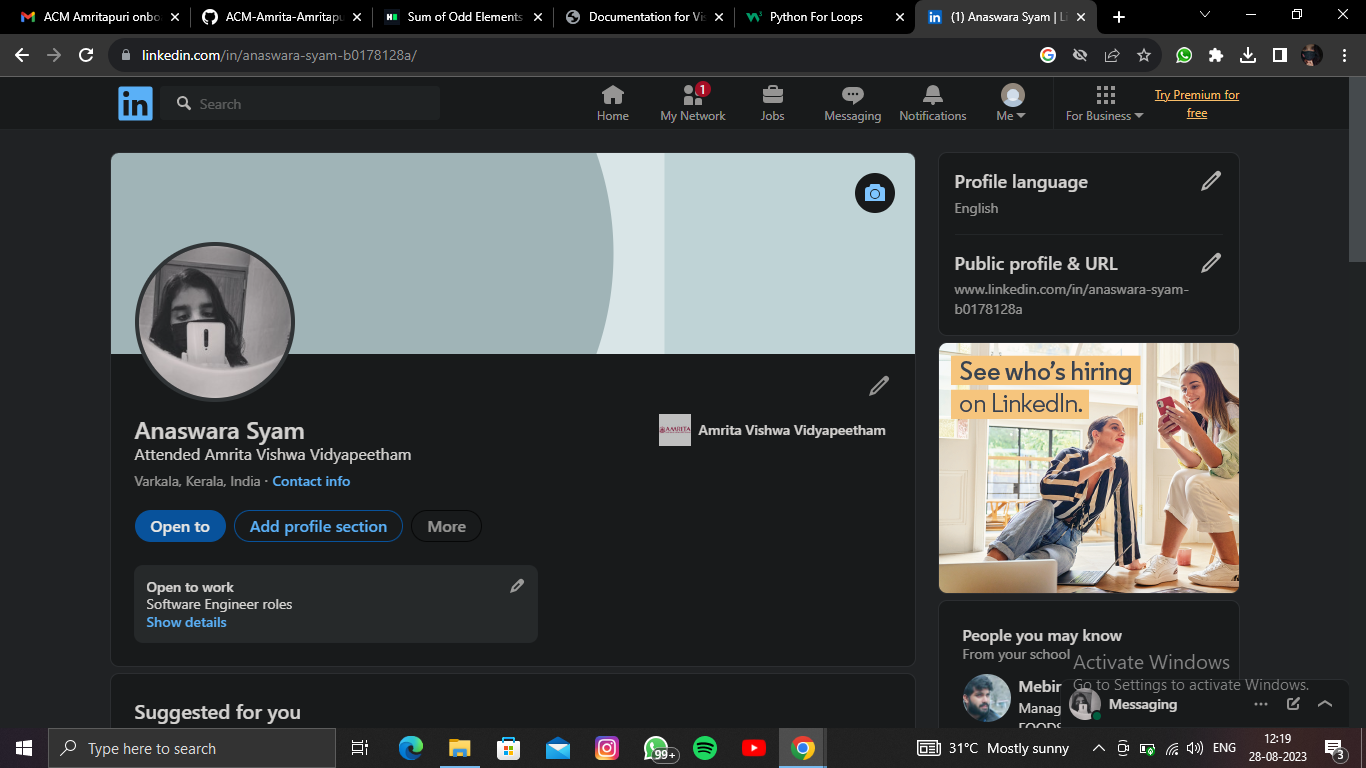 ACM Amritapuri onbo
ACM-Amrita-Amritapu
Sum of Odd Elements
Documentation for Vis
Python For Loops
(1) Anaswara Syam | Li
linkedin.com/in/anaswara-syam-b0178128a/
in
Search
Home
1
My Network
Jobs
Messaging
Notifications
Me
For Business
Try Premium for
free
Profile language
English
Public profile & URL
www.linkedin.com/in/anaswara-syam-
b0178128a
See who's hiring
on LinkedIn.
Anaswara Syam
Attended Amrita Vishwa Vidyapeetham
Varkala, Kerala, India · Contact info
AMRITA
Amrita Vishwa Vidyapeetham
Open to
Add profile section
More
Open to work
Software Engineer roles
Show details
Suggested for you
People you may know
From your school
Mebin
Manag
Activate Windows
Go to Settings to activate Windows.
Messaging
Type here to search
99+
31°C Mostly sunny
ENG
12:19
28-08-2023
3